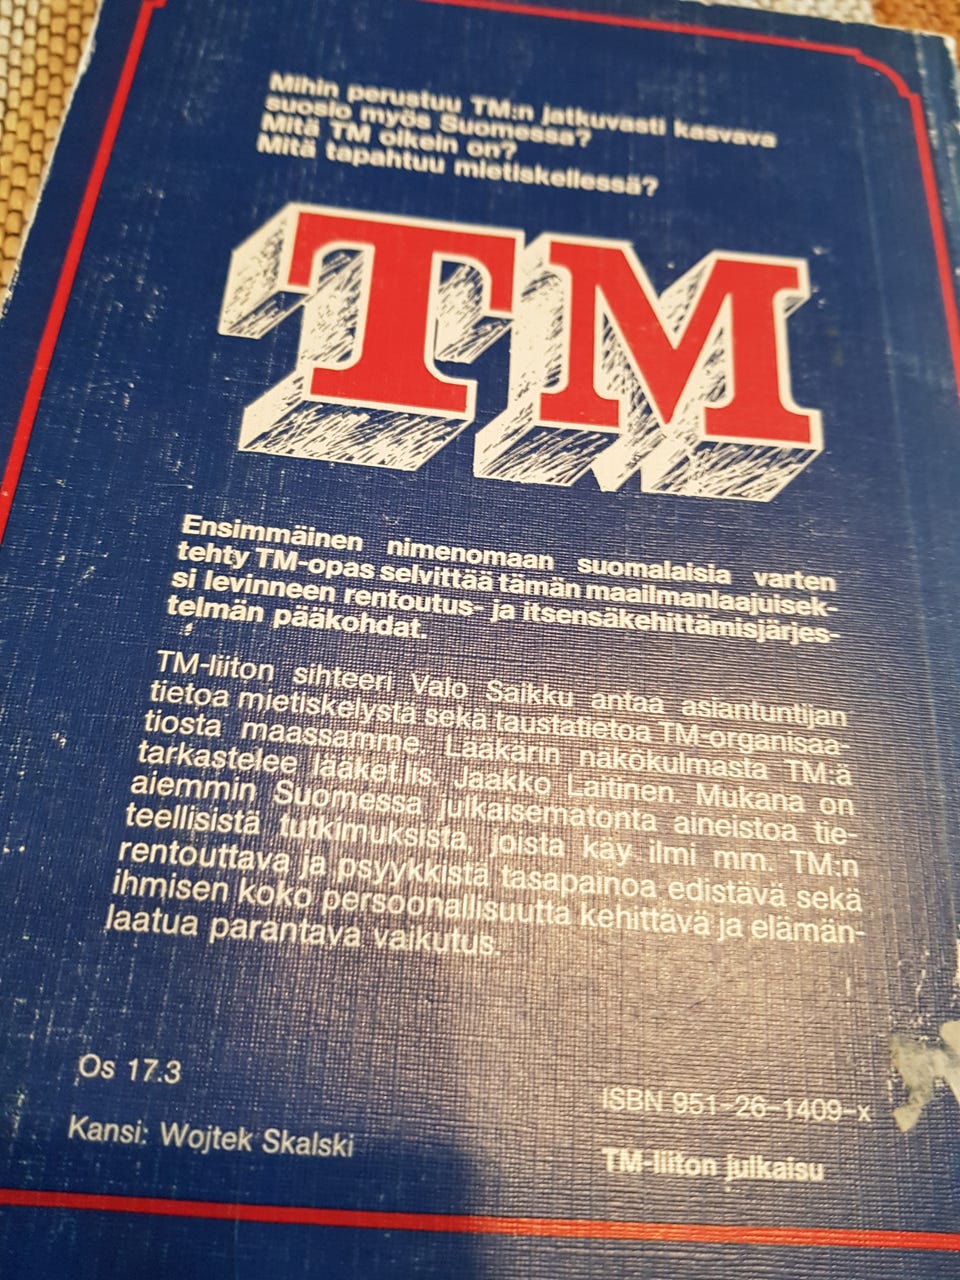 Mihin perustuu TM:n jatkuvasti kasvava
suosio myös Suomessa?
Mitä TM oikein on?
Mitä tapahtuu mietiskellessä?
TM
Ensimmäinen nimenomaan suomalaisia varten
tehty TM-opas selvittää tämän maailmanlaajuisek-
si levinneen rentoutus- ja itsensäkehittämisjärjes-
telmän pääkohdat.
TM-liiton sihteeri Valo Saikku antaa asiantuntijan
tietoa mietiskelystä sekä taustatietoa TM-organisaa-
tiosta maassamme. Lääkärin näkökulmasta TM:ä
tarkastelee lääket.lis. Jaakko Laitinen. Mukana on
aiemmin Suomessa julkaisematonta aineistoa tie-
teellisistä tutkimuksista, joista käy ilmi mm. TM:n
rentouttava ja psyykkistä tasapainoa edistävä sekä
ihmisen koko persoonallisuutta kehittävä ja elämän-
laatua parantava vaikutus.
Os 17.3
ISBN 951-26-1409-x
Kansi: Wojtek Skalski
TM-liiton julkaisu